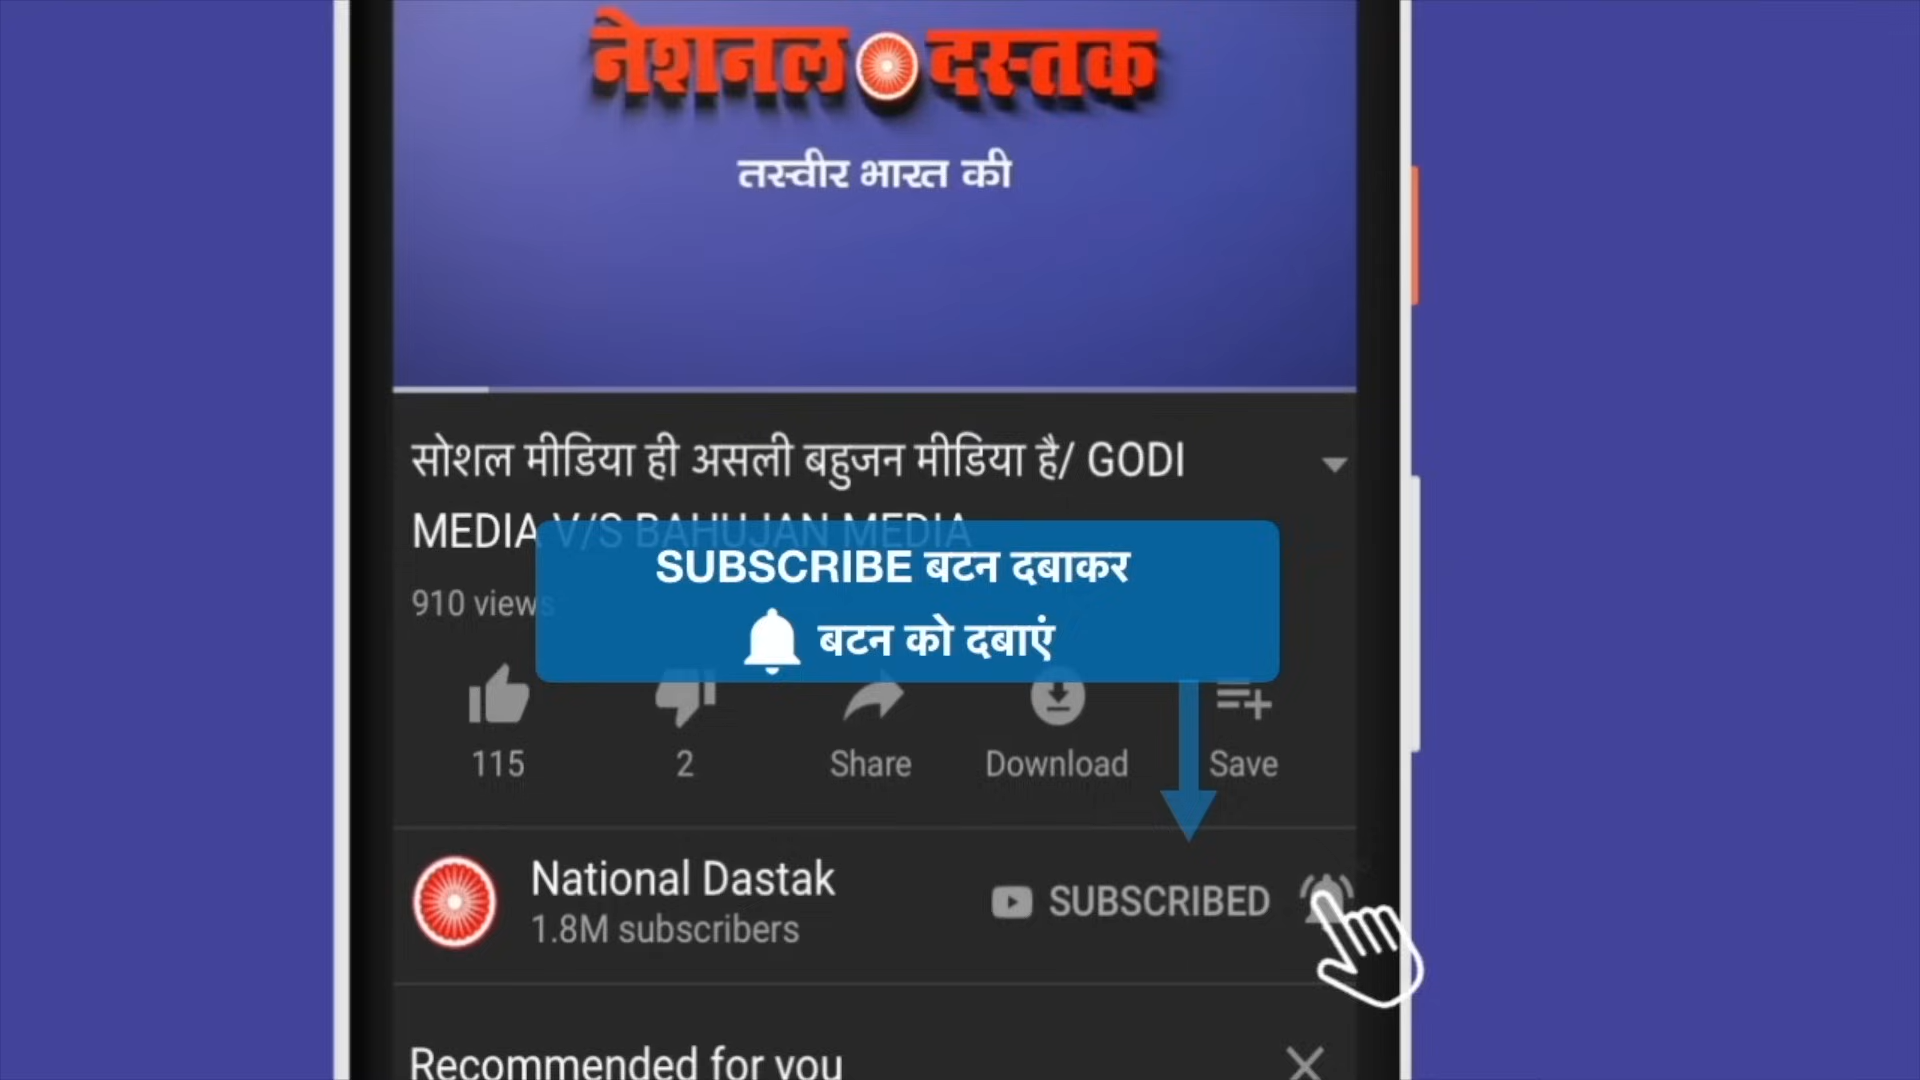 नेशनल दस्तक
तस्वीर भारत की
सोशल मीडिया ही असली बहुजन मीडिया है/ GODI
MEDIA V/S BAHUJAN MEDIA
SUBSCRIBE बटन दबाकर
बटन को दबाएं
910 views
115
2
Share
Download
Save
National Dastak
1.8M subscribers
SUBSCRIBED
Recommended for you